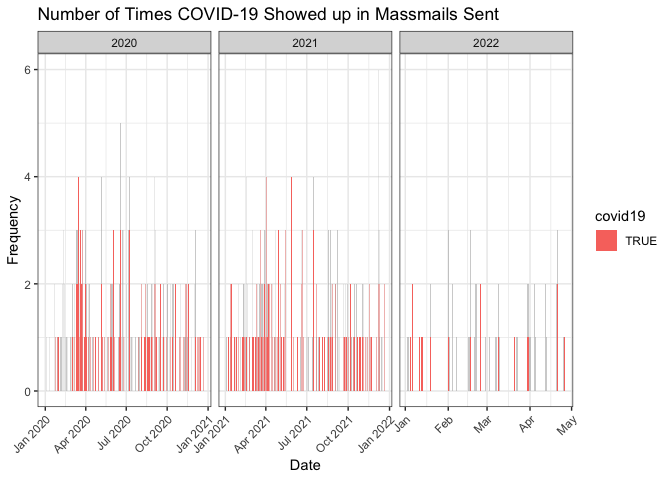 Number of Times COVID-19 Showed up in Massmails Sent
2020 2021 2022
6
4
2
0
Frequency
Jan 2020 Apr 2020 Jul 2020 Oct 2020 Jan 2021 Jan 2021 Apr 2021 Jul 2021 Oct 2021 Jan 2022 Jan Feb Mar Apr May
Date
covid19
TRUE